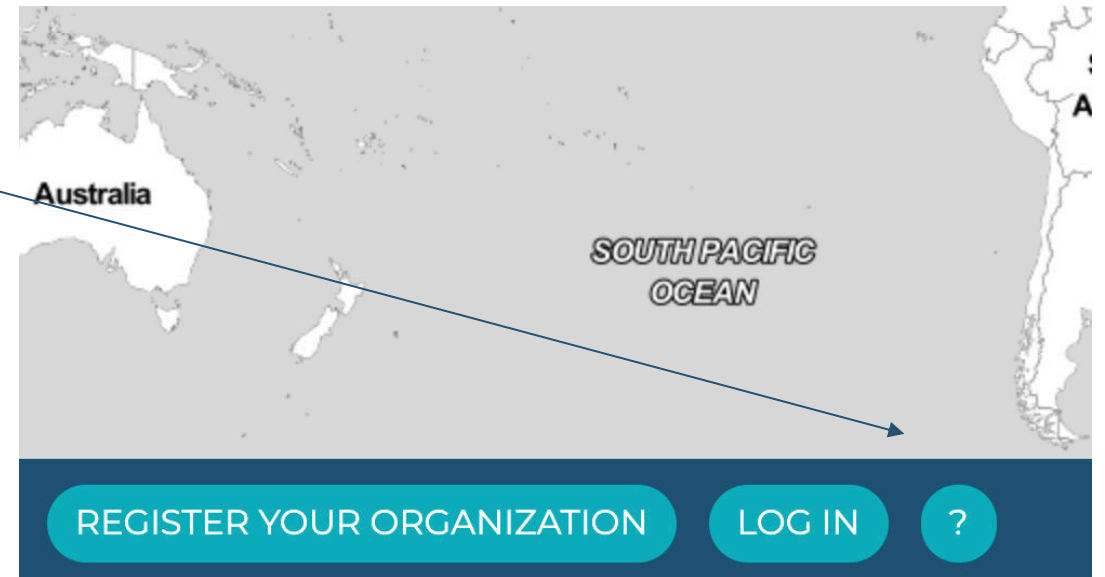 Australia
SOUTH PACIFIC
OCEAN
REGISTER YOUR ORGANIZATION
LOG IN
?